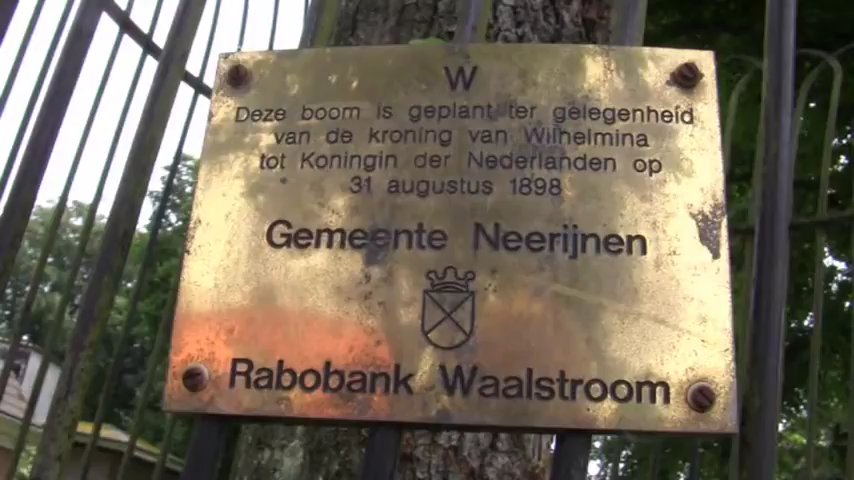 W
Deze boom is geplant ter gelegenheid
van de kroning van Wilhelmina
tot Koningin der Nederlanden op
31 augustus 1898
Gemeente Neerijnen
Rabobank W Waalstroom